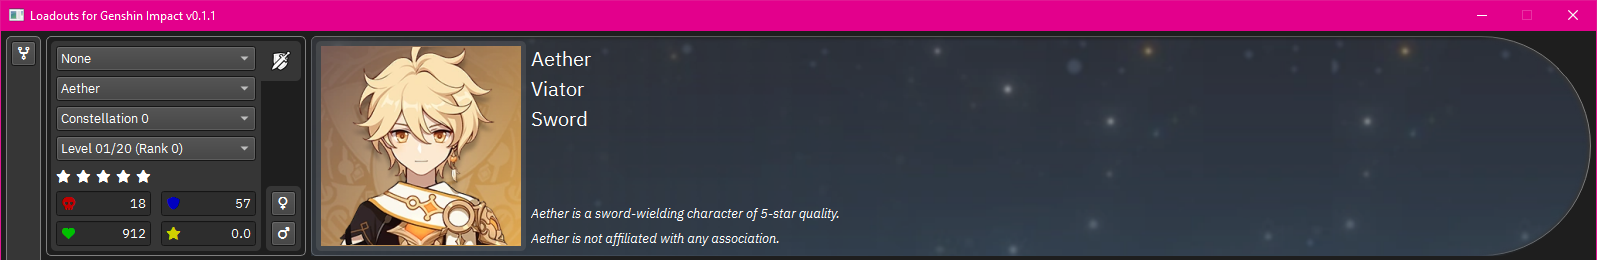 Loadouts for Genshin Impact v0.1.1
None
Aether
Constellation 0
Level 01/20 (Rank 0)
18
57
912
0.0
Aether
Viator
Sword
Aether is a sword-wielding character of 5-star quality.
Aether is not affiliated with any association.